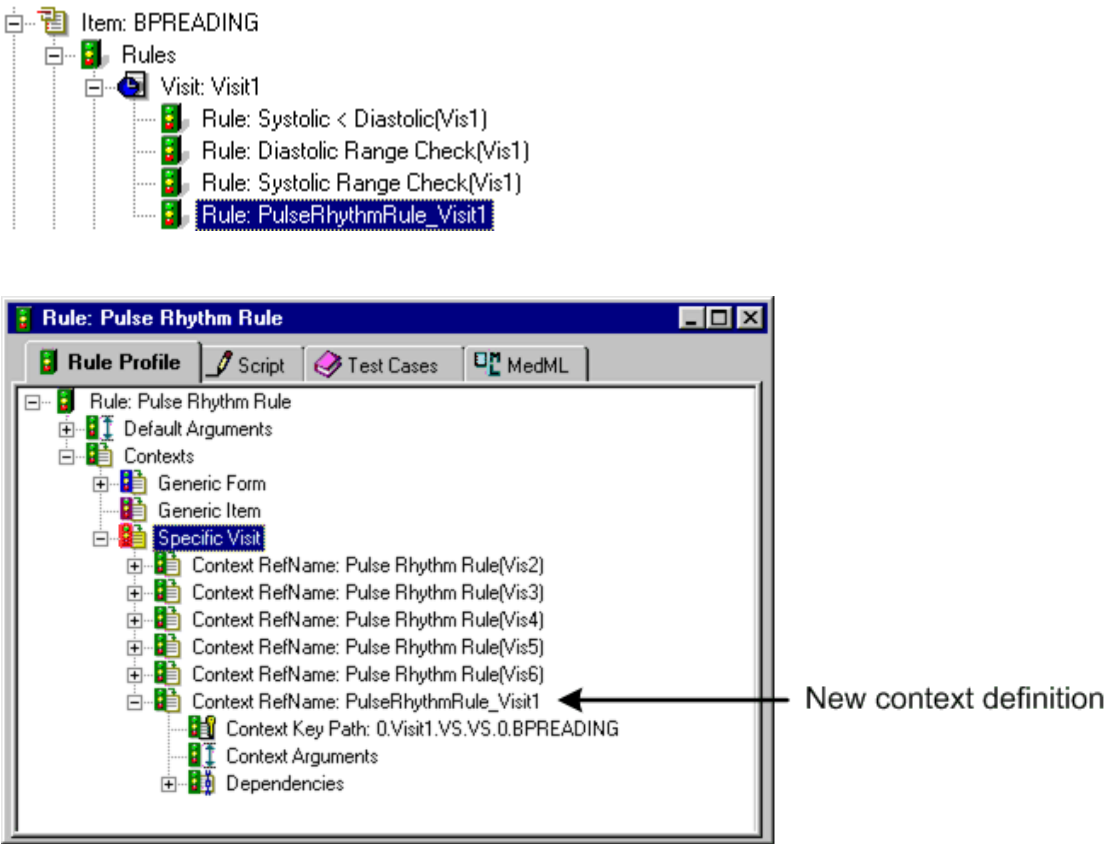 Item: BPREADING
Rules
Visit: Visit1
Rule: Systolic < Diastolic(Vis1)
Rule: Diastolic Range Check(Vis1)
Rule: Systolic Range Check(Vis1)
Rule: PulseRhythmRule_Visit1
Rule: Pulse Rhythm Rule
Rule Profile Script Test Cases MedML
Rule: Pulse Rhythm Rule
Default Arguments
Contexts
Generic Form
Generic Item
Specific Visit
Context RefName: Pulse Rhythm Rule(Vis2)
Context RefName: Pulse Rhythm Rule(Vis3)
Context RefName: Pulse Rhythm Rule(Vis4)
Context RefName: Pulse Rhythm Rule(Vis5)
Context RefName: Pulse Rhythm Rule(Vis6)
Context RefName: PulseRhythmRule_Visit1 New context definition
Context Key Path: 0.Visit1.VS.VS.0.BPREADING
Context Arguments
Dependencies